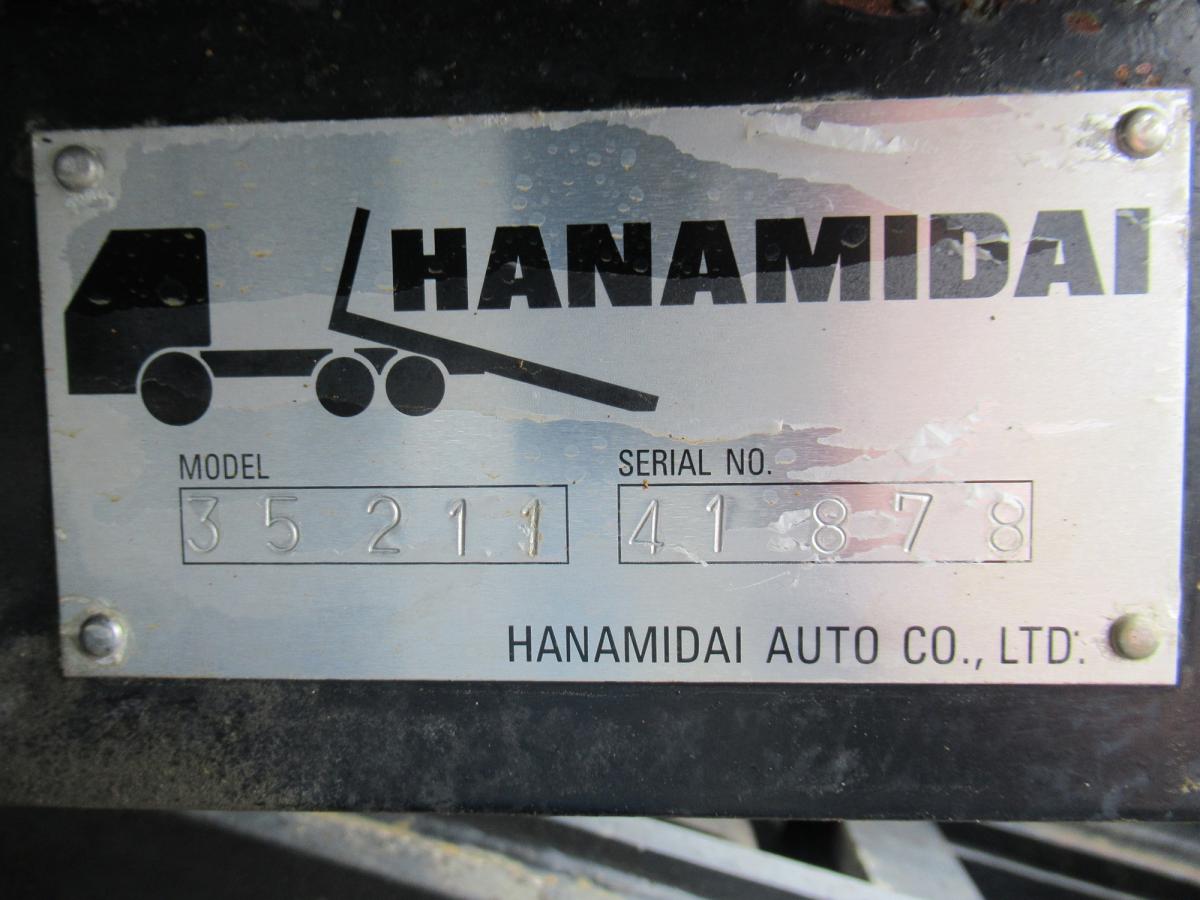 HANAMIDAI
MODEL SERIAL NO.
35211 41878
HANAMIDAI AUTO CO., LTD.